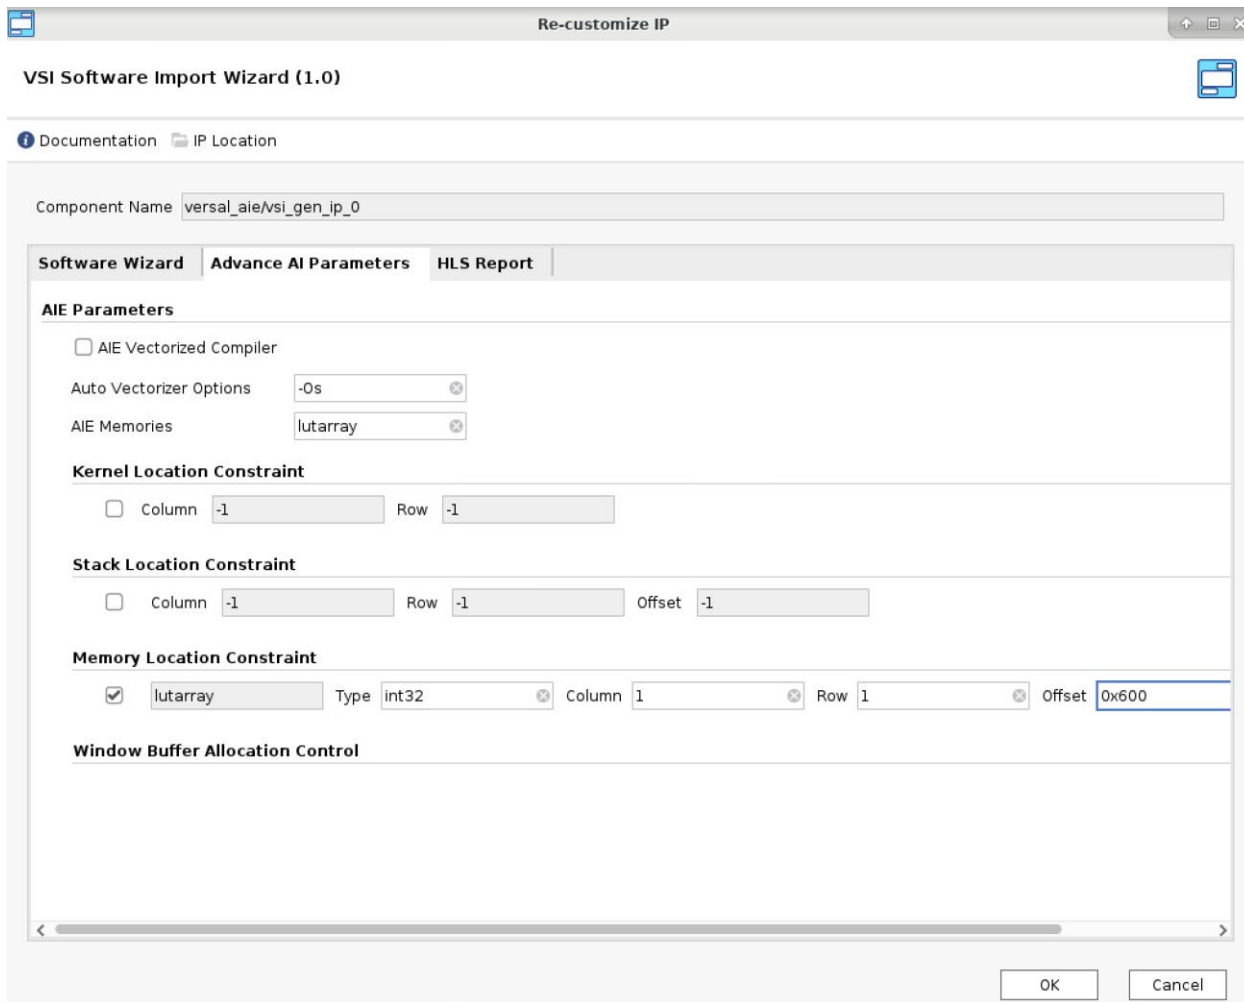 Re-customize IP
VSI Software Import Wizard (1.0)
Documentation IP Location
Component Name versal_aie/vsi_gen_ip_0
Software Wizard Advance AI Parameters HLS Report
AIE Parameters
AIE Vectorized Compiler
Auto Vectorizer Options -Os
AIE Memories lutarray
Kernel Location Constraint
Column -1 Row -1
Stack Location Constraint
Column -1 Row -1 Offset -1
Memory Location Constraint
lutarray Type int32 Column 1 Row 1 Offset 0x600
Window Buffer Allocation Control
OK Cancel